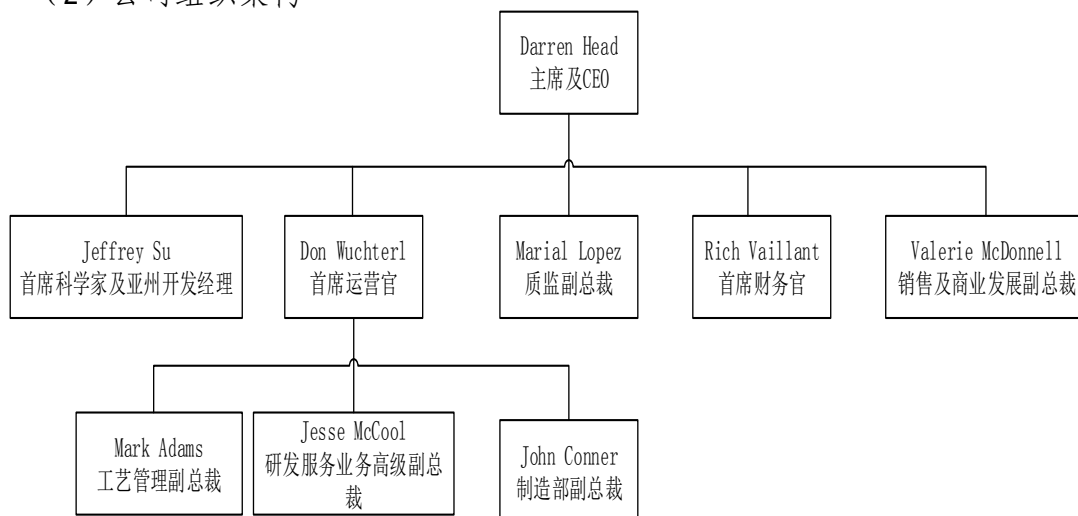 （2）公司组织架构
Darren Head
主席及CEO
Jeffrey Su
首席科学家及亚州开发经理
Don Wuchterl
首席运营官
Marial Lopez
质监副总裁
Rich Vaillant
首席财务官
Valerie McDonnell
销售及商业发展副总裁
Mark Adams
工艺管理副总裁
Jesse McCool
研发服务业务高级副总
裁
John Conner
制造部副总裁